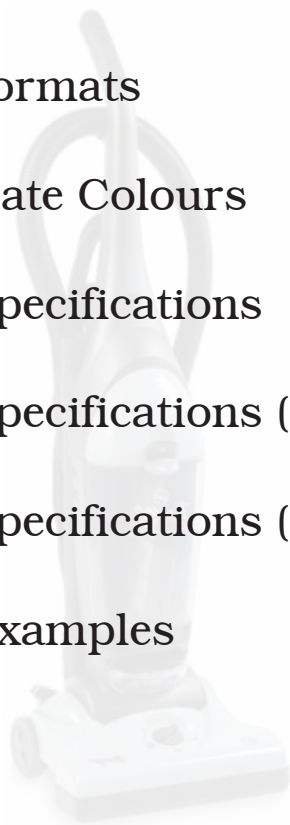 ormats
ate Colours
pecifications
pecifications (
pecifications (
xamples